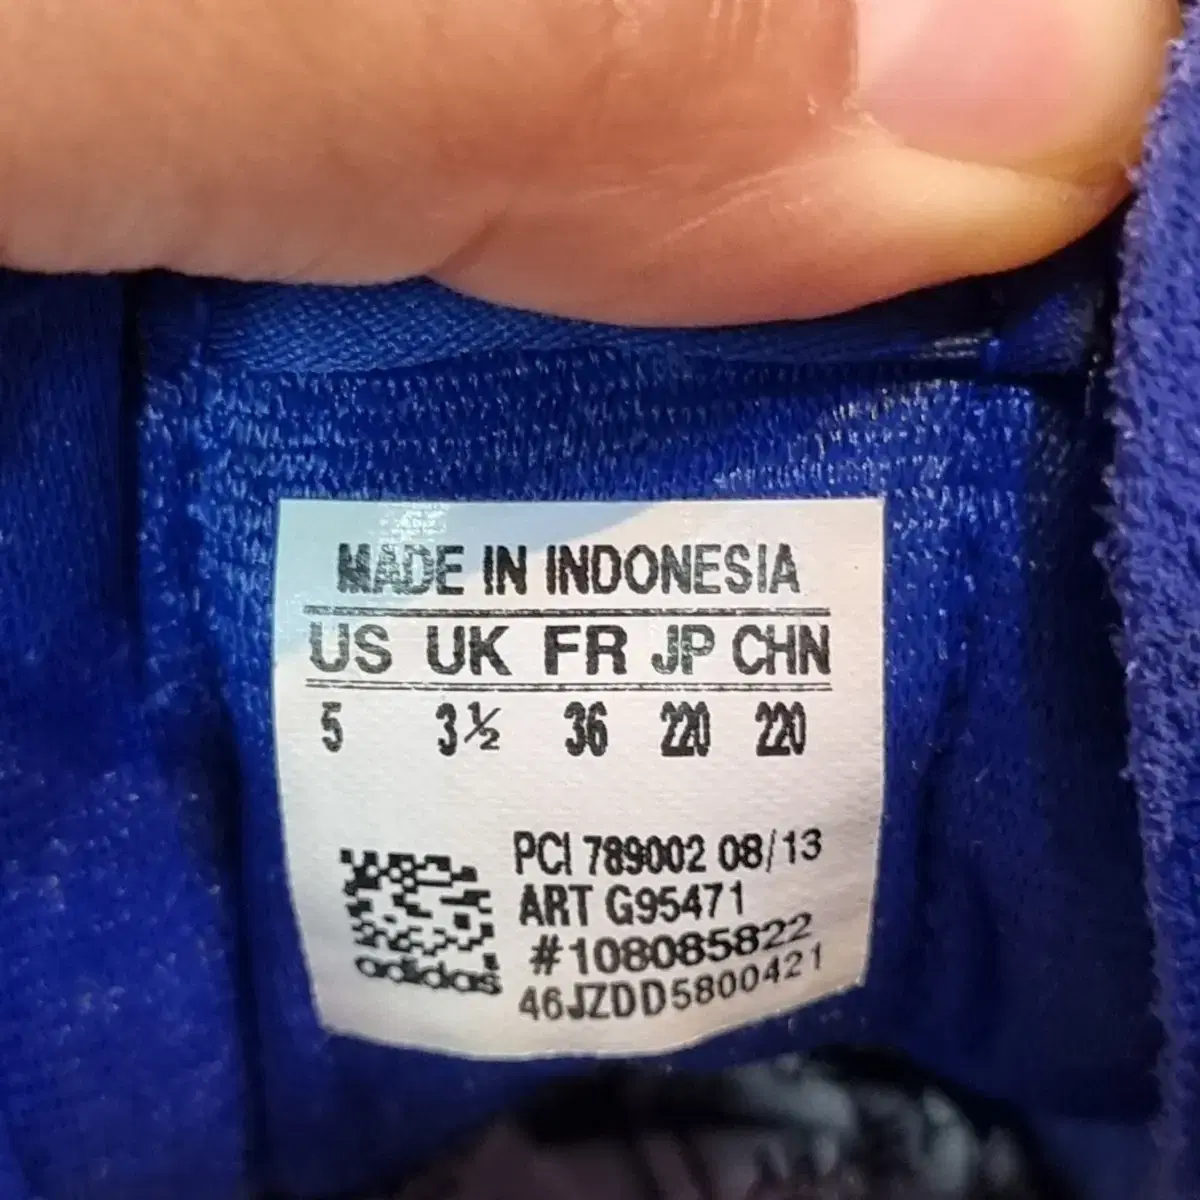 MADE IN INDONESIA
US UK FR JP CHN
5 3½ 36 220 220
PCI 789002 08/13
ART G95471
#108085822
adidas
46JZDD5800421